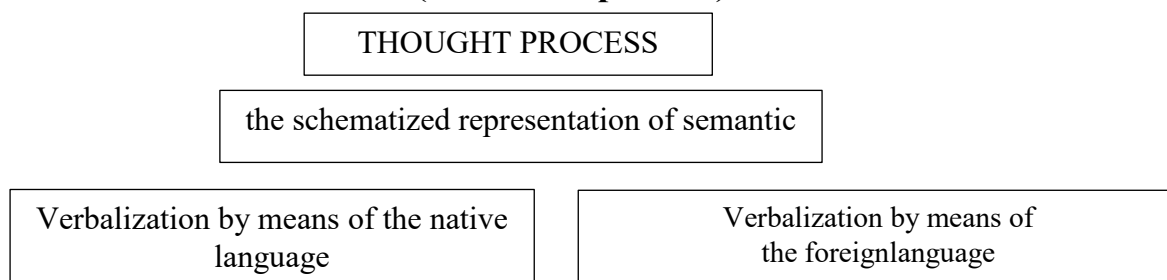 THOUGHT PROCESS
the schematized representation of semantic
Verbalization by means of the native
language
Verbalization by means of
the foreignlanguage